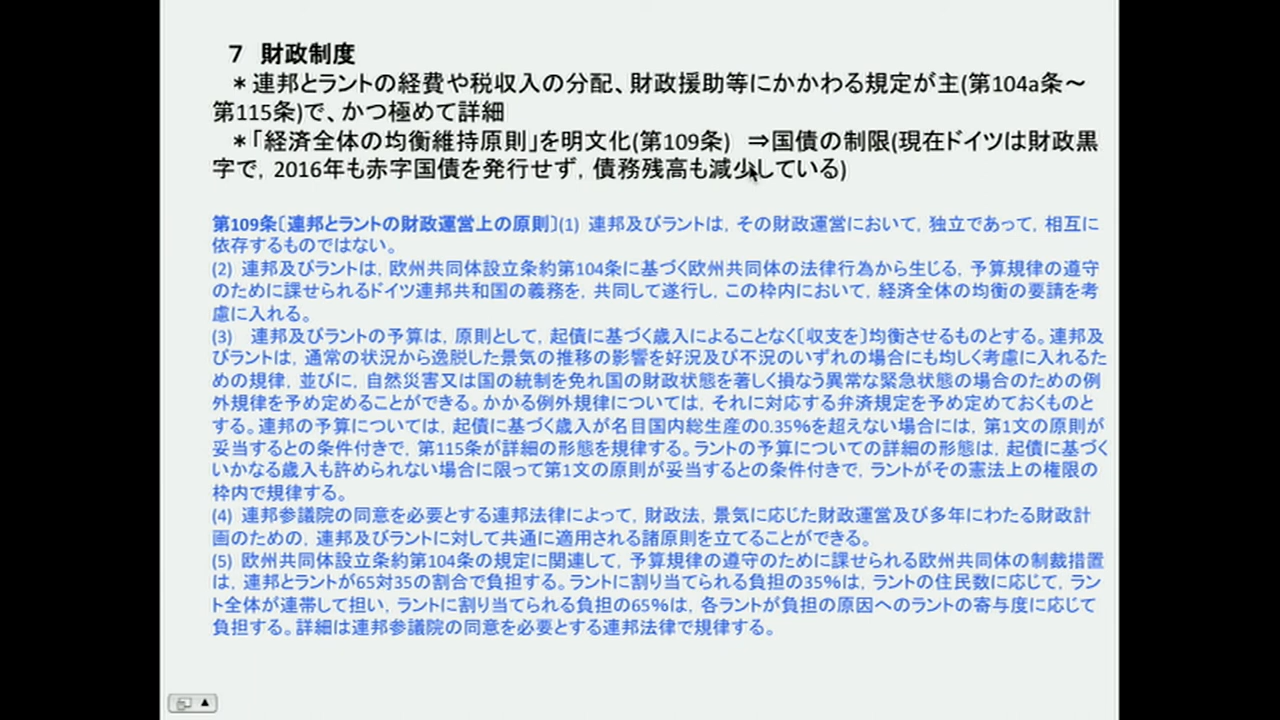 ７ 財政制度
＊連邦とラントの経費や税収入の分配、財政援助等にかかわる規定が主(第104a条～
第115条)で、かつ極めて詳細
＊「経済全体の均衡維持原則」を明文化(第109条) ⇒国債の制限(現在ドイツは財政黒
字で，2016年も赤字国債を発行せず，債務残高も減少している)
第109条〔連邦とラントの財政運営上の原則〕(1) 連邦及びラントは，その財政運営において，独立であって，相互に
依存するものではない。
(2) 連邦及びラントは，欧州共同体設立条約第104条に基づく欧州共同体の法律行為から生じる，予算規律の遵守
のために課せられるドイツ連邦共和国の義務を，共同して遂行し，この枠内において，経済全体の均衡の要請を考
慮に入れる。
(3) 連邦及びラントの予算は，原則として，起債に基づく歳入によることなく〔収支を〕均衡させるものとする。連邦及
びラントは，通常の状況から逸脱した景気の推移の影響を好況及び不況のいずれの場合にも均しく考慮に入れるた
めの規律，並びに，自然災害又は国の統制を免れ国の財政状態を著しく損なう異常な緊急状態の場合のための例
外規律を予め定めることができる。かかる例外規律については，それに対応する弁済規定を予め定めておくものと
する。連邦の予算については，起債に基づく歳入が名目国内総生産の0.35%を超えない場合には，第1文の原則が
妥当するとの条件付きで，第115条が詳細の形態を規律する。ラントの予算についての詳細の形態は，起債に基づく
いかなる歳入も許められない場合に限って第1文の原則が妥当するとの条件付きで，ラントがその憲法上の権限の
枠内で規律する。
(4) 連邦参議院の同意を必要とする連邦法律によって，財政法，景気に応じた財政運営及び多年にわたる財政計
画のための，連邦及びラントに対して共通に適用される諸原則を立てることができる。
(5) 欧州共同体設立条約第104条の規定に関連して，予算規律の遵守のために課せられる欧州共同体の制裁措置
は，連邦とラントが65対35の割合で負担する。ラントに割り当てられる負担の35%は，ラントの住民数に応じて，ラン
ト全体が連帯して担い，ラントに割り当てられる負担の65%は，各ラントが負担の原因へのラントの寄与度に応じて
負担する。詳細は連邦参議院の同意を必要とする連邦法律で規律する。